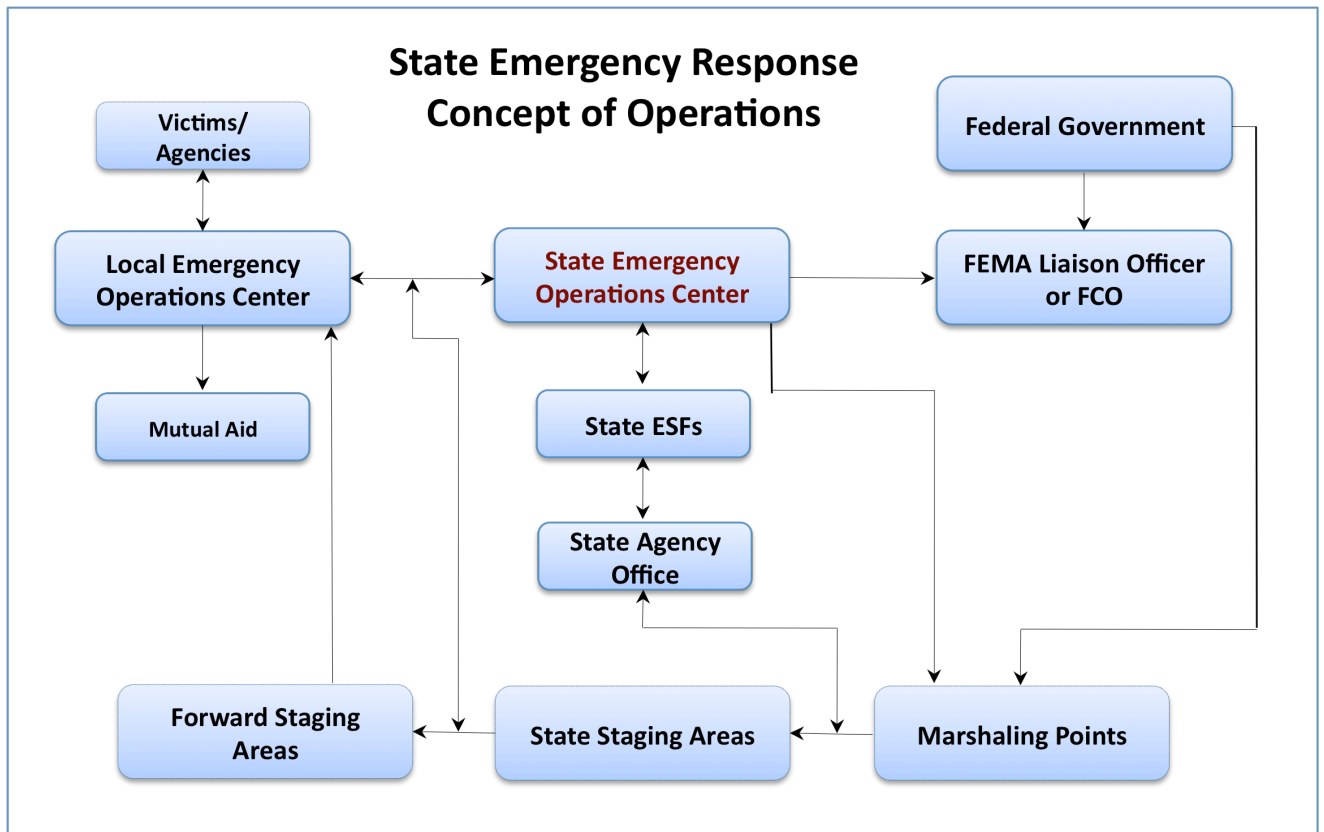 State Emergency Response
Concept of Operations
Victims/
Agencies
Federal Government
Local Emergency
Operations Center
State Emergency
Operations Center
FEMA Liaison Officer
or FCO
Mutual Aid
State ESFs
State Agency
Office
Forward Staging
Areas
State Staging Areas
Marshaling Points